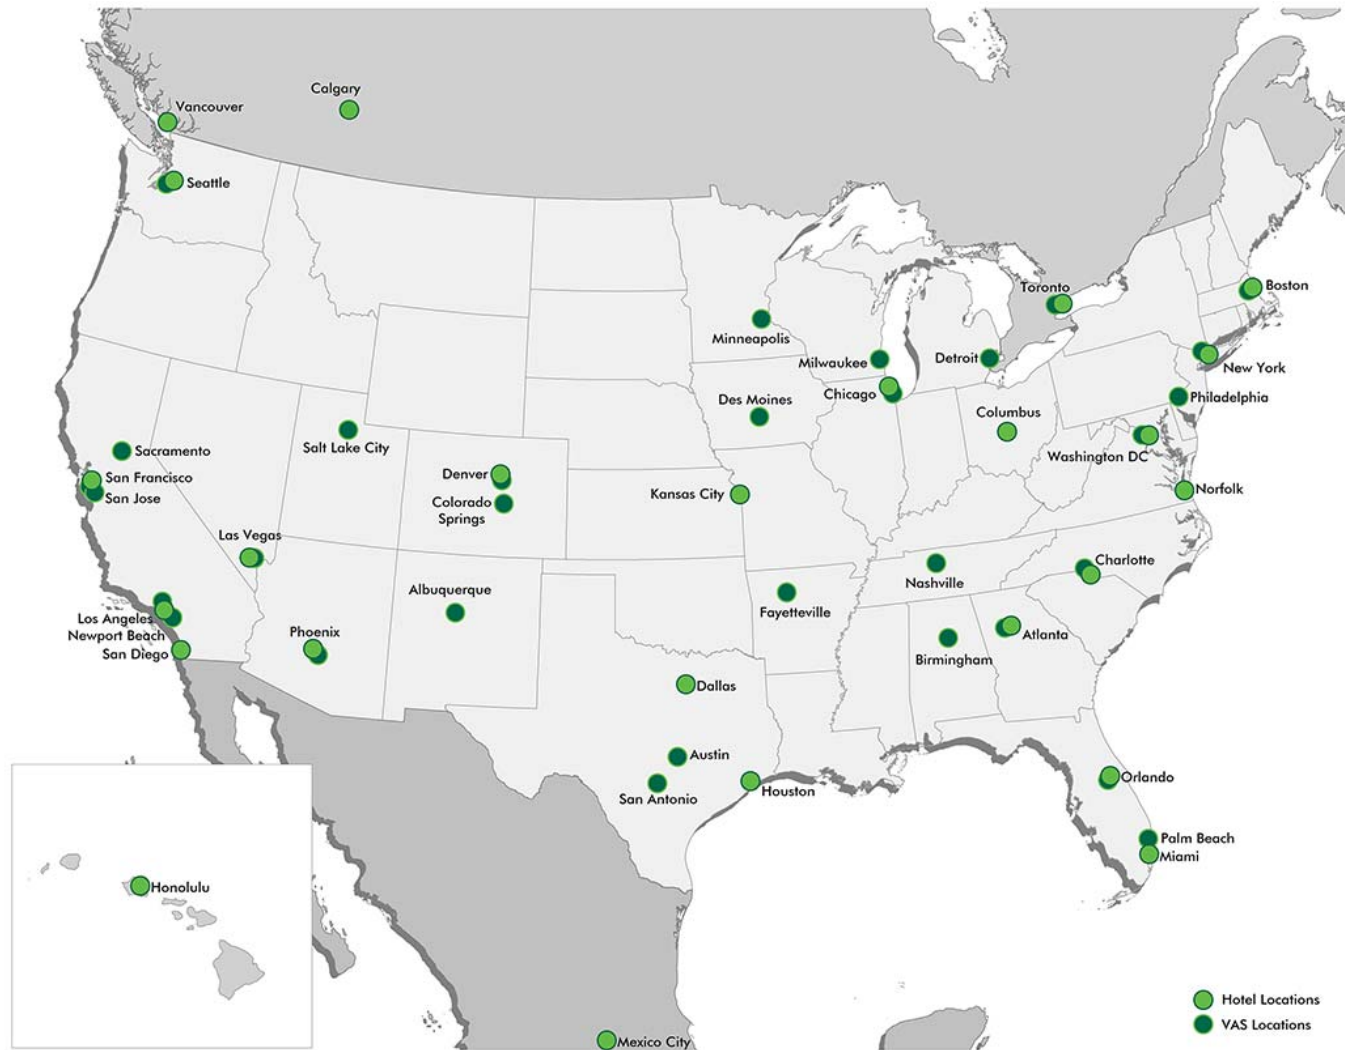 Calgary
Vancouver
Seattle
Toronto
Boston
Minneapolis
Milwaukee
Detroit
New York
Chicago
Des Moines
Philadelphia
Columbus
Salt Lake City
Sacramento
Washington DC
San Francisco
Denver
San Jose
Kansas City
Norfolk
Colorado
Springs
Las Vegas
Charlotte
Nashville
Albuquerque
Fayetteville
Los Angeles
Newport Beach
Phoenix
Atlanta
San Diego
Birmingham
Dallas
Austin
Orlando
San Antonio
Houston
Palm Beach
Miami
Honolulu
Hotel Locations
VAS Locations
Mexico City